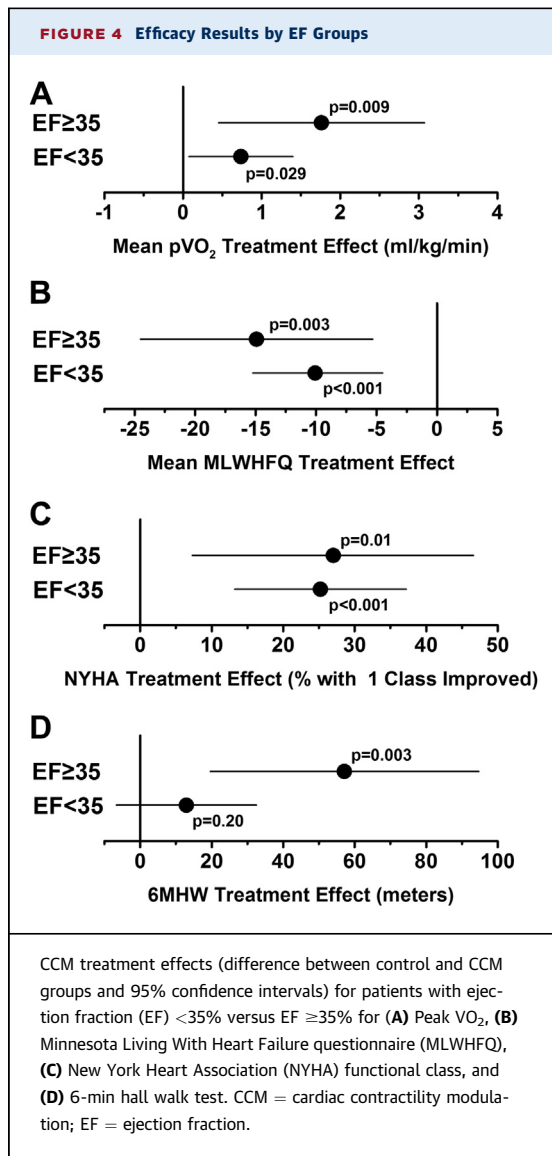 FIGURE 4 Efficacy Results by EF Groups
A
EF≥35
p=0.009
EF<35
p=0.029
-1 0 1 2 3 4
Mean pVO₂ Treatment Effect (ml/kg/min)
B
EF≥35
p=0.003
EF<35
p<0.001
-25 -20 -15 -10 -5 0 5
Mean MLWHFQ Treatment Effect
C
EF≥35
p=0.01
EF<35
p<0.001
0 10 20 30 40 50
NYHA Treatment Effect (% with 1 Class Improved)
D
EF≥35
p=0.003
EF<35
p=0.20
0 20 40 60 80 100
6MHW Treatment Effect (meters)
CCM treatment effects (difference between control and CCM
groups and 95% confidence intervals) for patients with ejec-
tion fraction (EF) <35% versus EF ≥35% for (A) Peak VO₂, (B)
Minnesota Living With Heart Failure questionnaire (MLWHFQ),
(C) New York Heart Association (NYHA) functional class, and
(D) 6-min hall walk test. CCM = cardiac contractility modula-
tion; EF = ejection fraction.